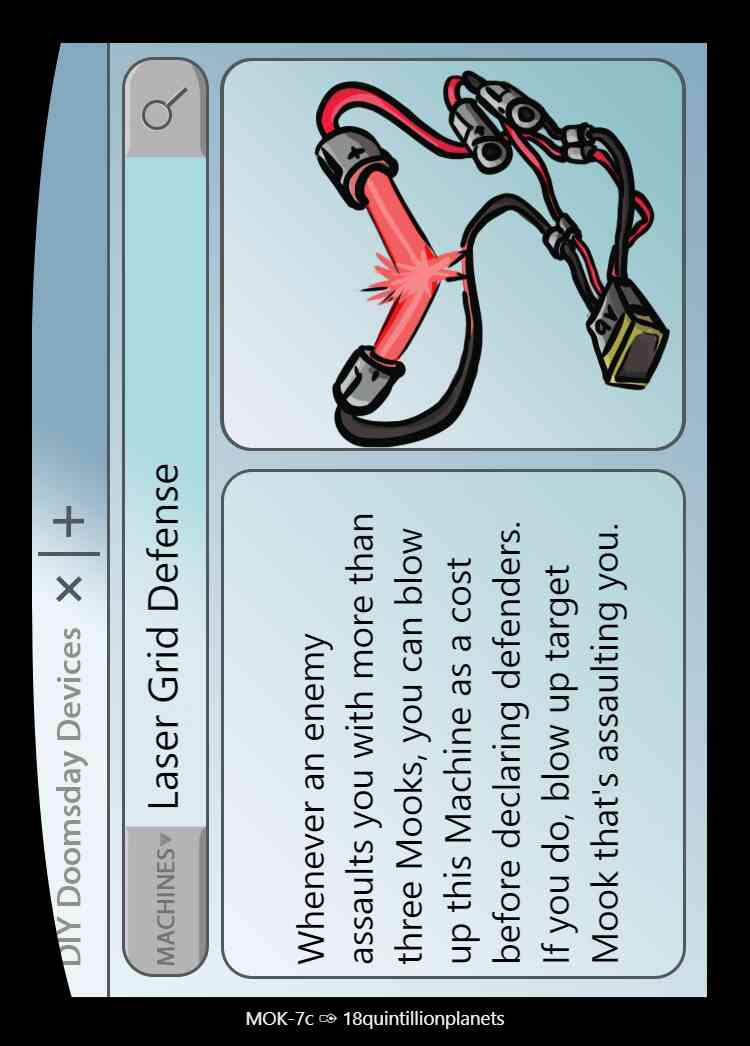 DIY Doomsday Devices × | +
MACHINES▾ Laser Grid Defense
Whenever an enemy
assaults you with more than
three Mooks, you can blow
up this Machine as a cost
before declaring defenders.
If you do, blow up target
Mook that's assaulting you.
+
-
+
-
A6
MOK-7c ✑ 18quintillionplanets